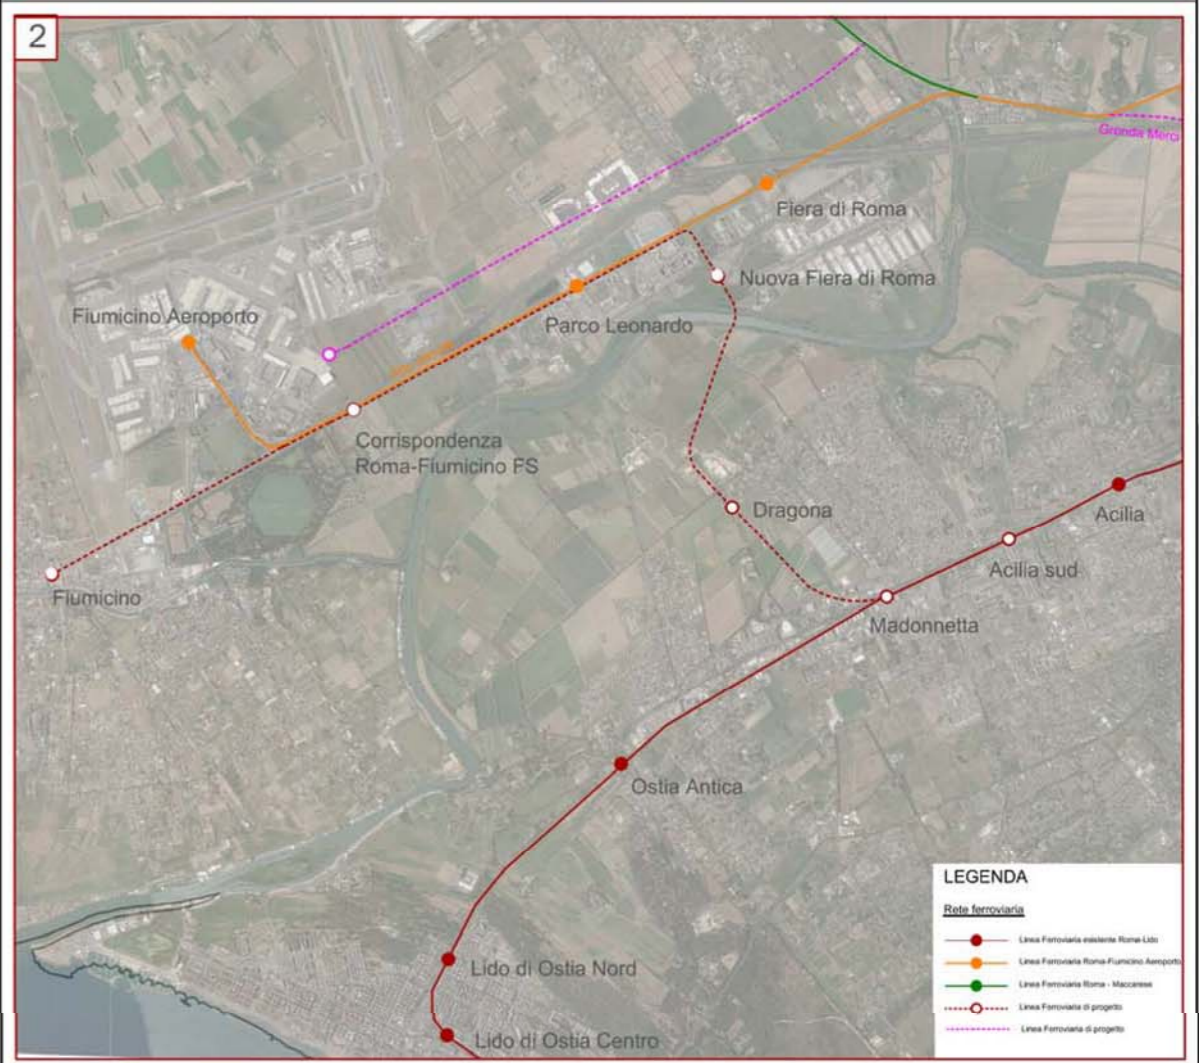 2
Gronda Merci
Fiera di Roma
Nuova Fiera di Roma
Fiumicino Aeroporto
Parco Leonardo
Corrispondenza
Roma-Fiumicino FS
Dragona
Acilia
Acilia sud
Fiumicino
Madonnetta
Ostia Antica
Lido di Ostia Nord
Lido di Ostia Centro
LEGENDA
Rete ferroviaria
Linea Ferroviaria esistente Roma-Lido
Linea Ferroviaria Roma-Fiumicino Aeroporto
Linea Ferroviaria Roma - Maccarese
Linea Ferroviaria di progetto
Linea Ferroviaria di progetto